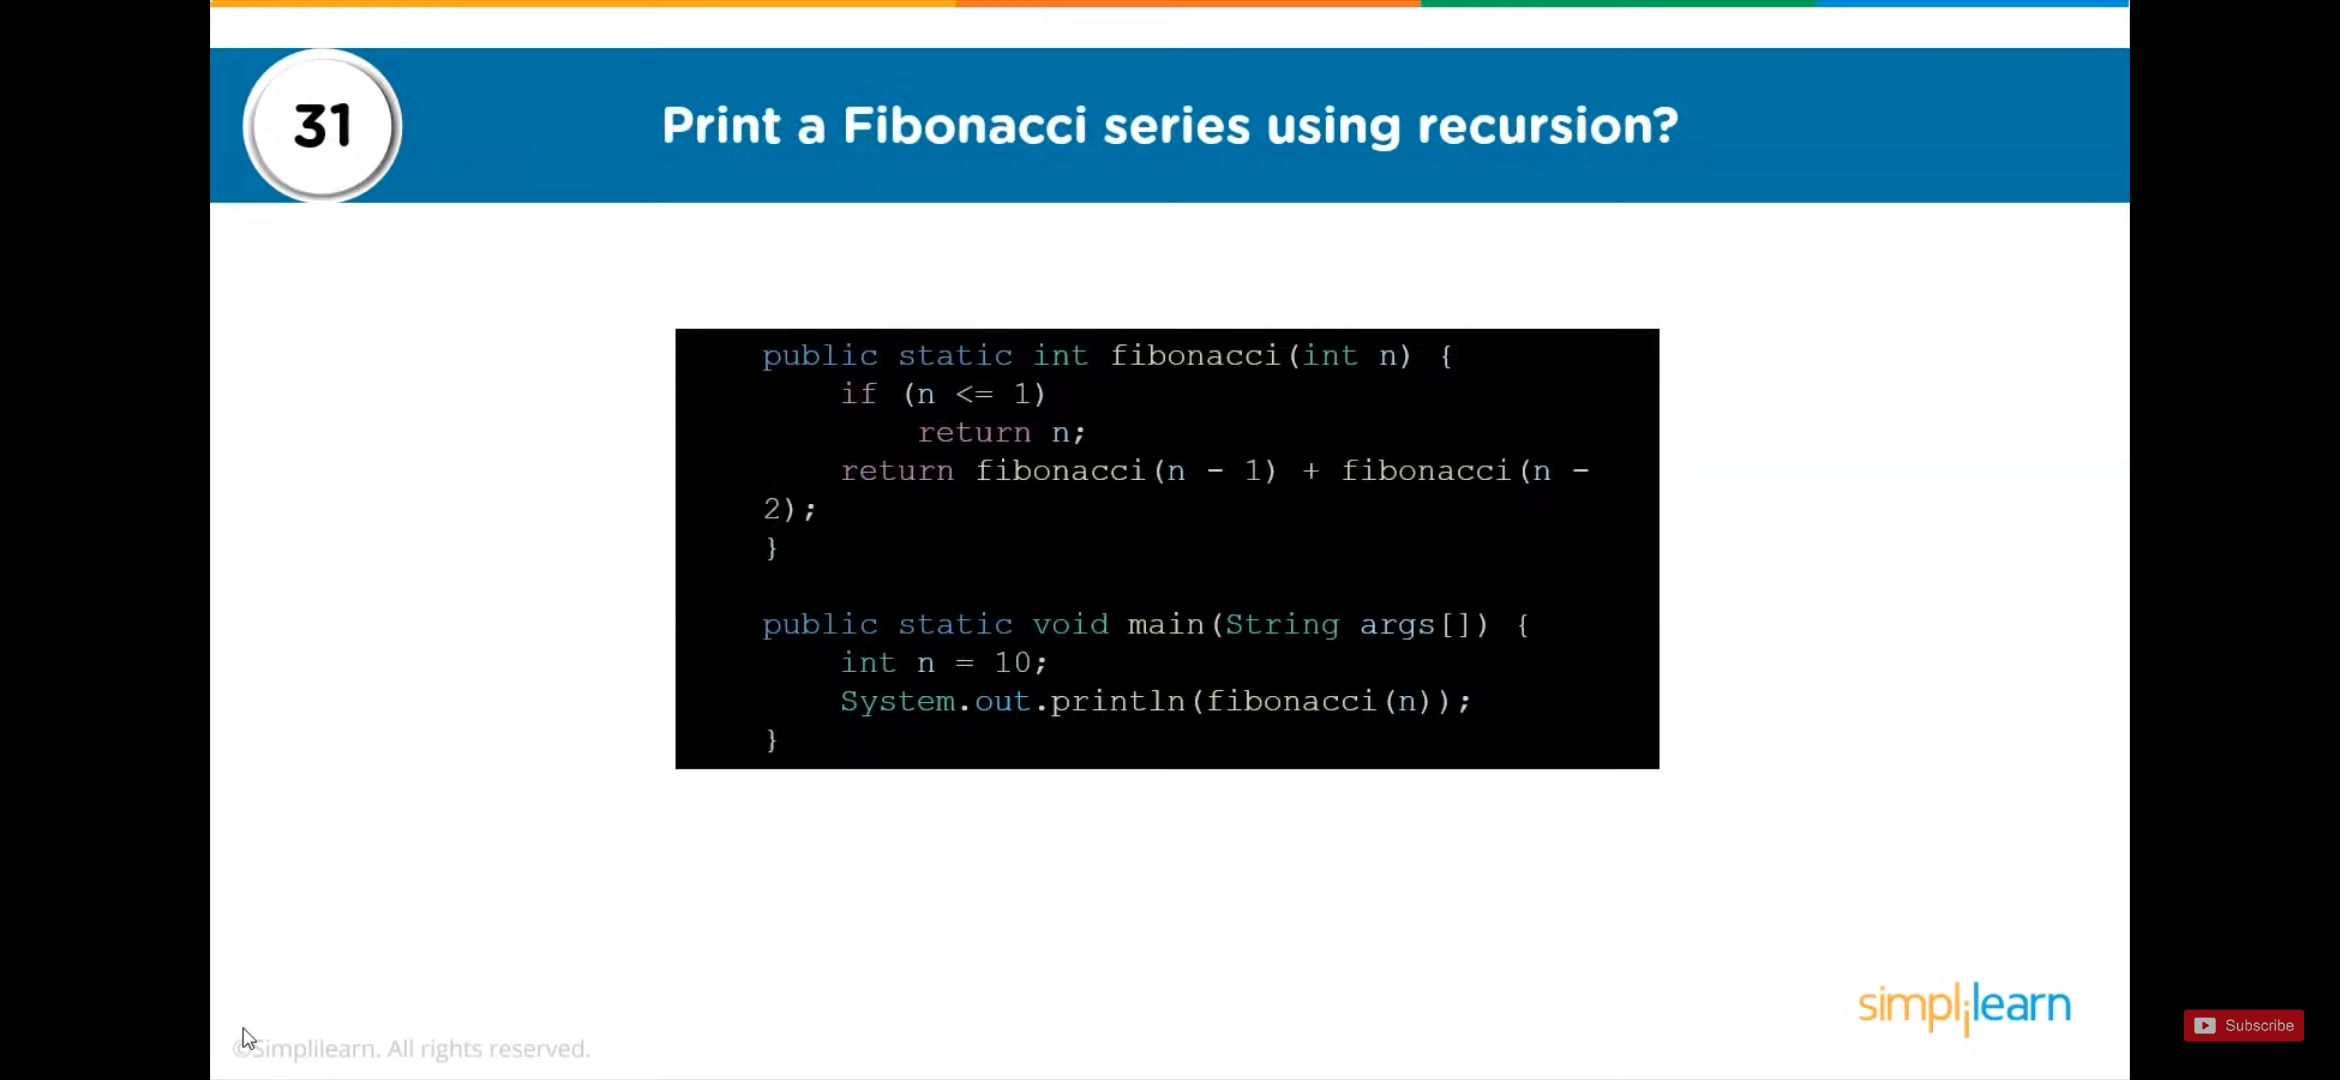 31
Print a Fibonacci series using recursion?
public static int fibonacci(int n) {
if (n <= 1)
return n;
return fibonacci(n - 1) + fibonacci(n -
2);
}
public static void main(String args[]) {
int n = 10;
System.out.println(fibonacci(n));
}
simplilearn
Subscribe
©Simplilearn. All rights reserved.